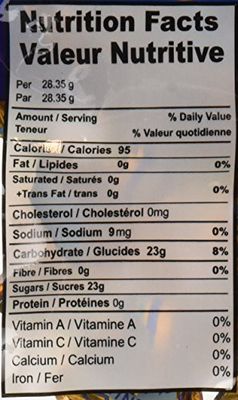 Nutrition Facts
Valeur Nutritive
Per 28.35 g
Par 28.35 g
Amount / Serving % Daily Value
Teneur % Valeur quotidienne
Calories / Calories 95
Fat / Lipides 0g 0%
Saturated / Saturés 0g
+Trans Fat / trans 0g 0%
Cholesterol / Cholestérol 0mg
Sodium / Sodium 9mg 0%
Carbohydrate / Glucides 23g 8%
Fibre / Fibres 0g 0%
Sugars / Sucres 23g
Protein / Protéines 0g
Vitamin A / Vitamine A 0%
Vitamin C / Vitamine C 0%
Calcium / Calcium 0%
Iron / Fer 0%